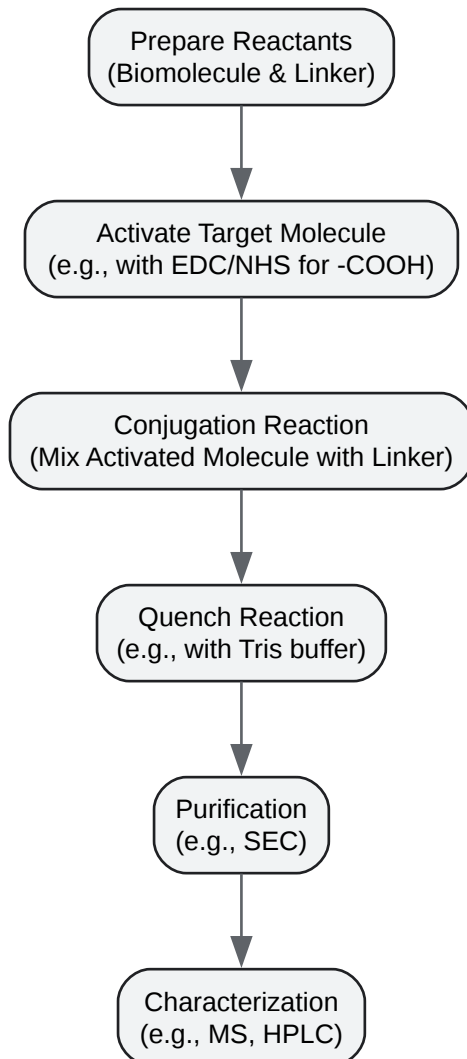 Prepare Reactants
(Biomolecule & Linker)
Activate Target Molecule
(e.g., with EDC/NHS for -COOH)
Conjugation Reaction
(Mix Activated Molecule with Linker)
Quench Reaction
(e.g., with Tris buffer)
Purification
(e.g., SEC)
Characterization
(e.g., MS, HPLC)